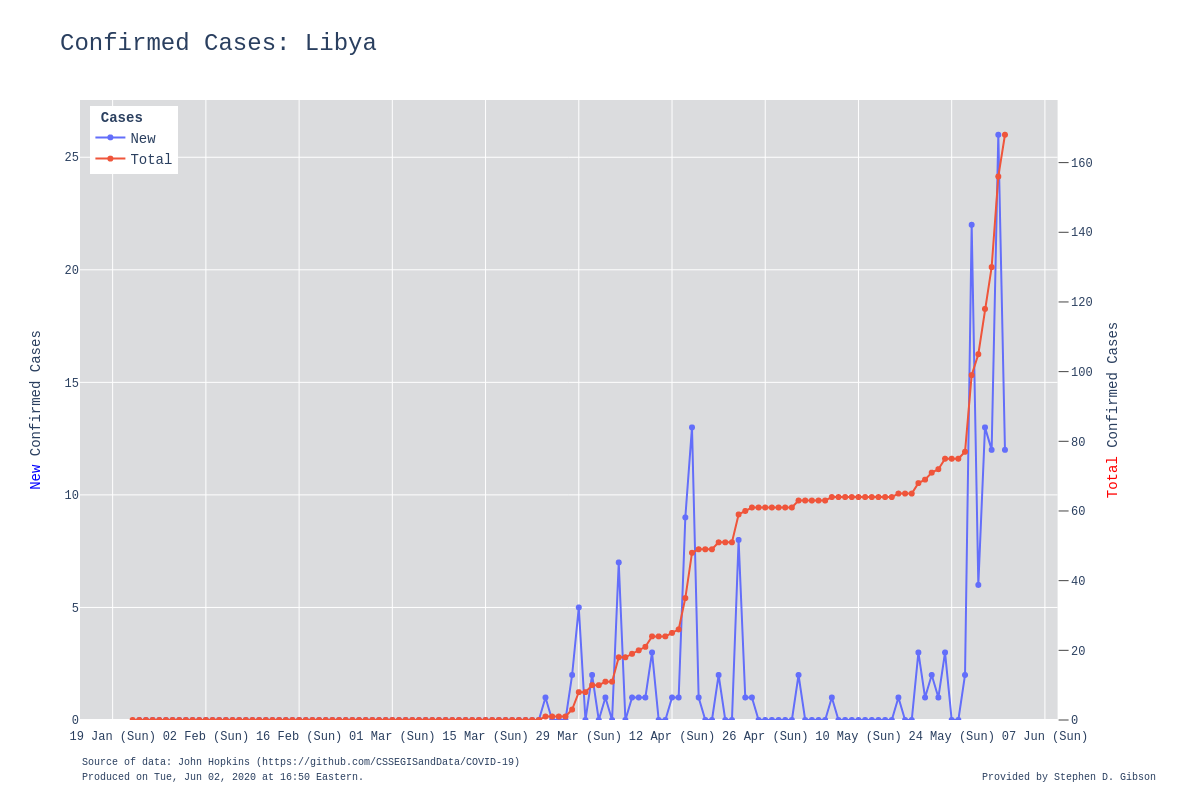 Confirmed Cases: Libya
Cases
New
Total
25
20
15
10
5
0
160
140
120
100
80
60
40
20
0
New Confirmed Cases
Total Confirmed Cases
19 Jan (Sun) 02 Feb (Sun) 16 Feb (Sun) 01 Mar (Sun) 15 Mar (Sun) 29 Mar (Sun) 12 Apr (Sun) 26 Apr (Sun) 10 May (Sun) 24 May (Sun) 07 Jun (Sun)
Source of data: John Hopkins (https://github.com/CSSEGISandData/COVID-19)
Produced on Tue, Jun 02, 2020 at 16:50 Eastern.
Provided by Stephen D. Gibson